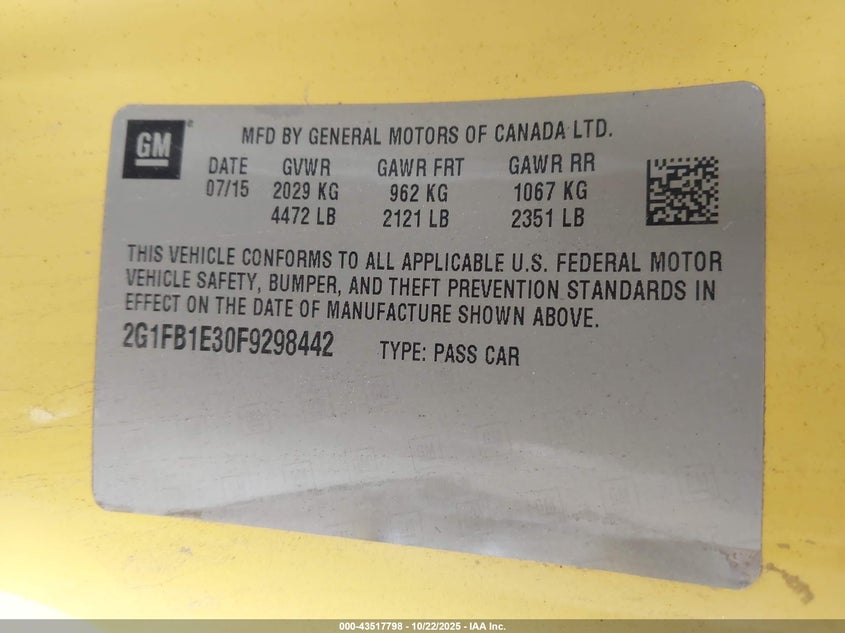 GM
MFD BY GENERAL MOTORS OF CANADA LTD.
DATE GVWR GAWR FRT GAWR RR
07/15 2029 KG 962 KG 1067 KG
4472 LB 2121 LB 2351 LB
THIS VEHICLE CONFORMS TO ALL APPLICABLE U.S. FEDERAL MOTOR
VEHICLE SAFETY, BUMPER, AND THEFT PREVENTION STANDARDS IN
EFFECT ON THE DATE OF MANUFACTURE SHOWN ABOVE.
2G1FB1E30F9298442 TYPE: PASS CAR
000-43517798 - 10/22/2025 - IAA Inc.